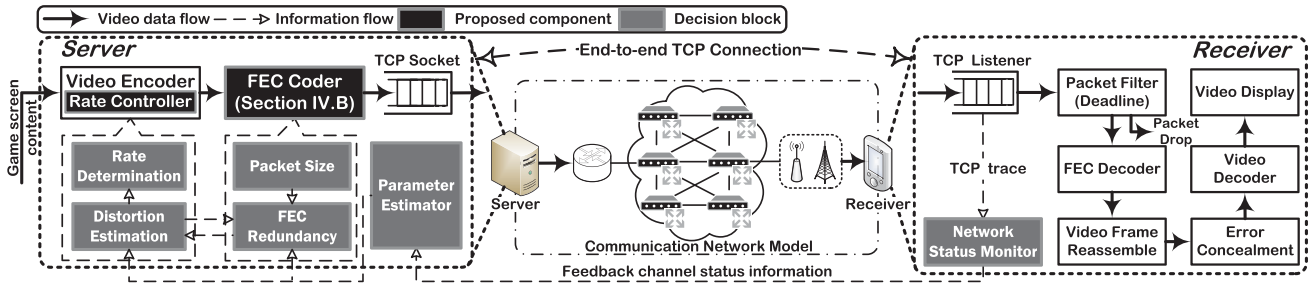 Video data flow
Information flow
Proposed component
Decision block
Server
End-to-end TCP Connection
Receiver
Game screen
content
Video Encoder
Rate Controller
FEC Coder
(Section IV.B)
TCP Socket
Rate
Determination
Packet Size
Distortion
Estimation
FEC
Redundancy
Parameter
Estimator
Server
Receiver
Communication Network Model
Feedback channel status information
TCP Listener
Packet Filter
(Deadline)
Video Display
Packet
Drop
TCP trace
FEC Decoder
Video
Decoder
Network
Status Monitor
Video Frame
Reassemble
Error
Concealment